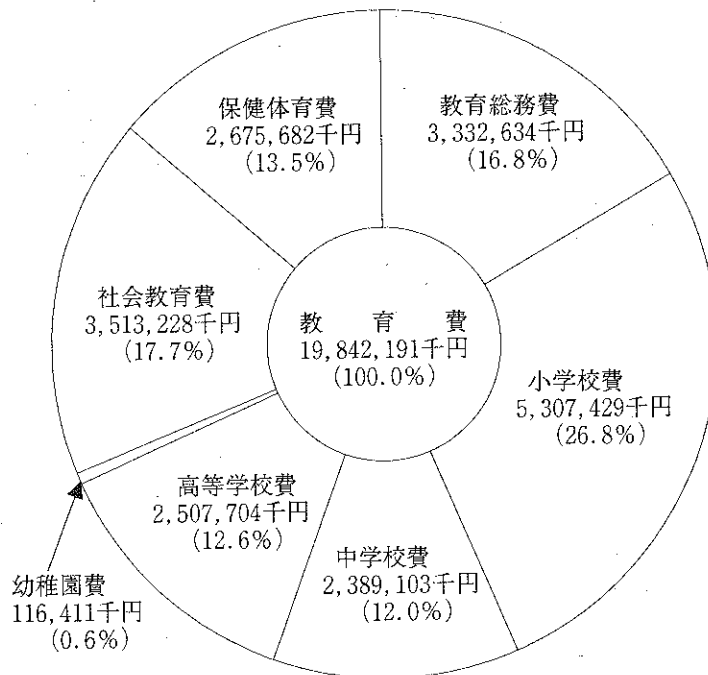 保健体育費
2,675,682千円
(13.5%)
教育総務費
3,332,634千円
(16.8%)
社会教育費
3,513,228千円
(17.7%)
教育費
19,842,191千円
(100.0%)
小学校費
5,307,429千円
(26.8%)
高等学校費
2,507,704千円
(12.6%)
中学校費
2,389,103千円
(12.0%)
幼稚園費
116,411千円
(0.6%)